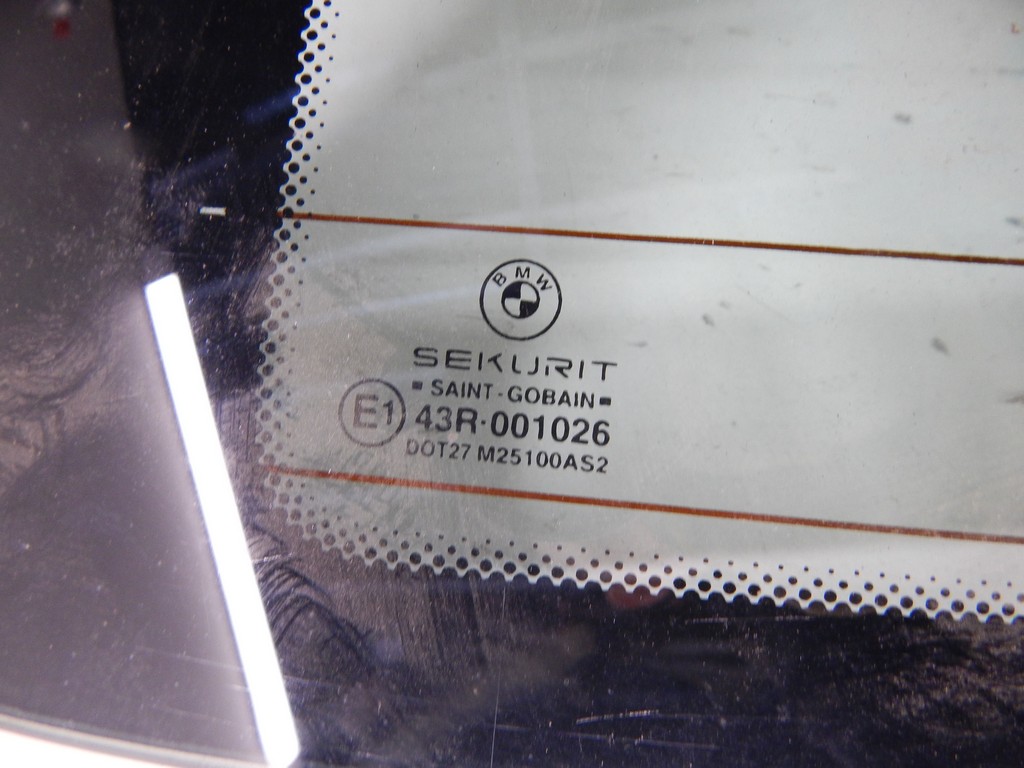 BMW
SEKURIT
SAINT-GOBAIN
E1 43R-001026
DOT27 M25100AS2